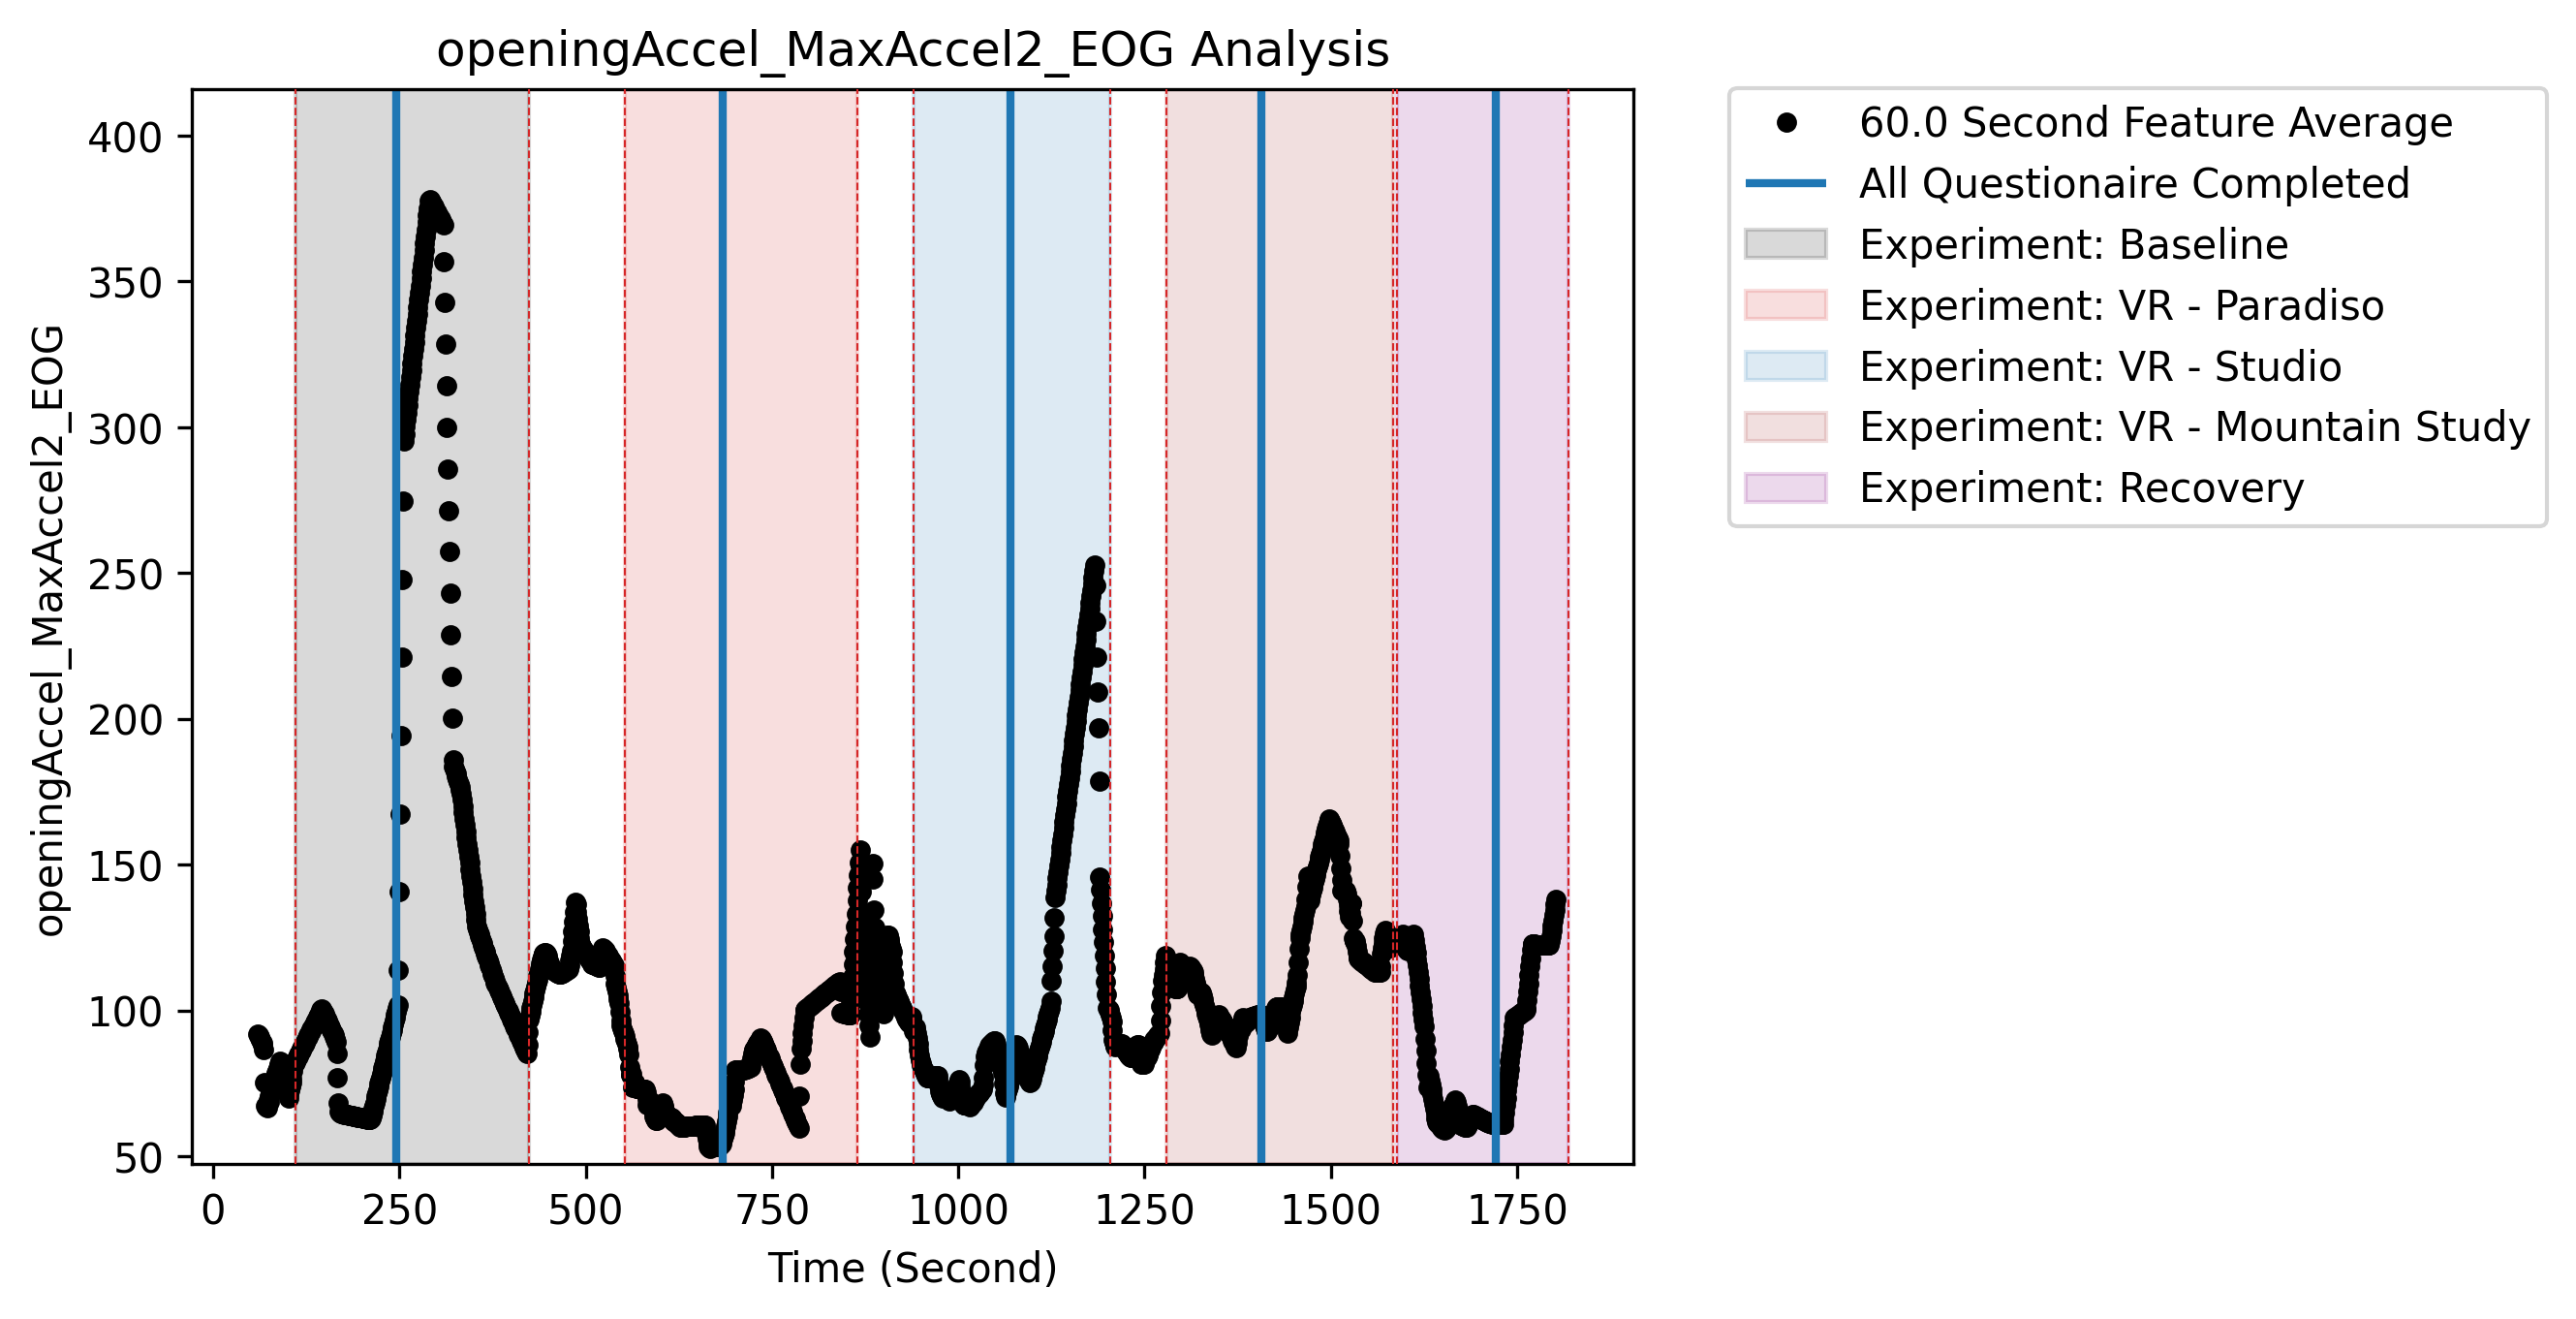 openingAccel_MaxAccel2_EOG Analysis
openingAccel_MaxAccel2_EOG
400
350
300
250
200
150
100
50
0 250 500 750 1000 1250 1500 1750
Time (Second)
60.0 Second Feature Average
All Questionaire Completed
Experiment: Baseline
Experiment: VR - Paradiso
Experiment: VR - Studio
Experiment: VR - Mountain Study
Experiment: Recovery